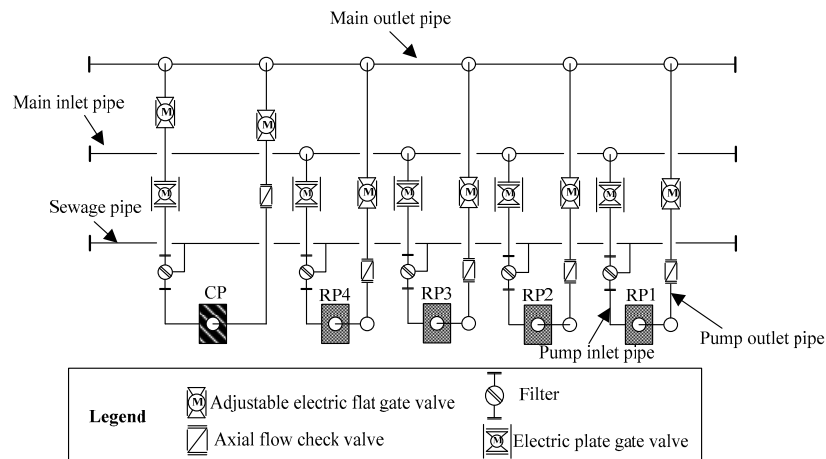 Main outlet pipe
Main inlet pipe
M
M
M M M M M M M M M
Sewage pipe
CP
RP4
RP3
RP2
RP1
Pump inlet pipe
Pump outlet pipe
Legend
M Adjustable electric flat gate valve
Filter
Axial flow check valve
M Electric plate gate valve